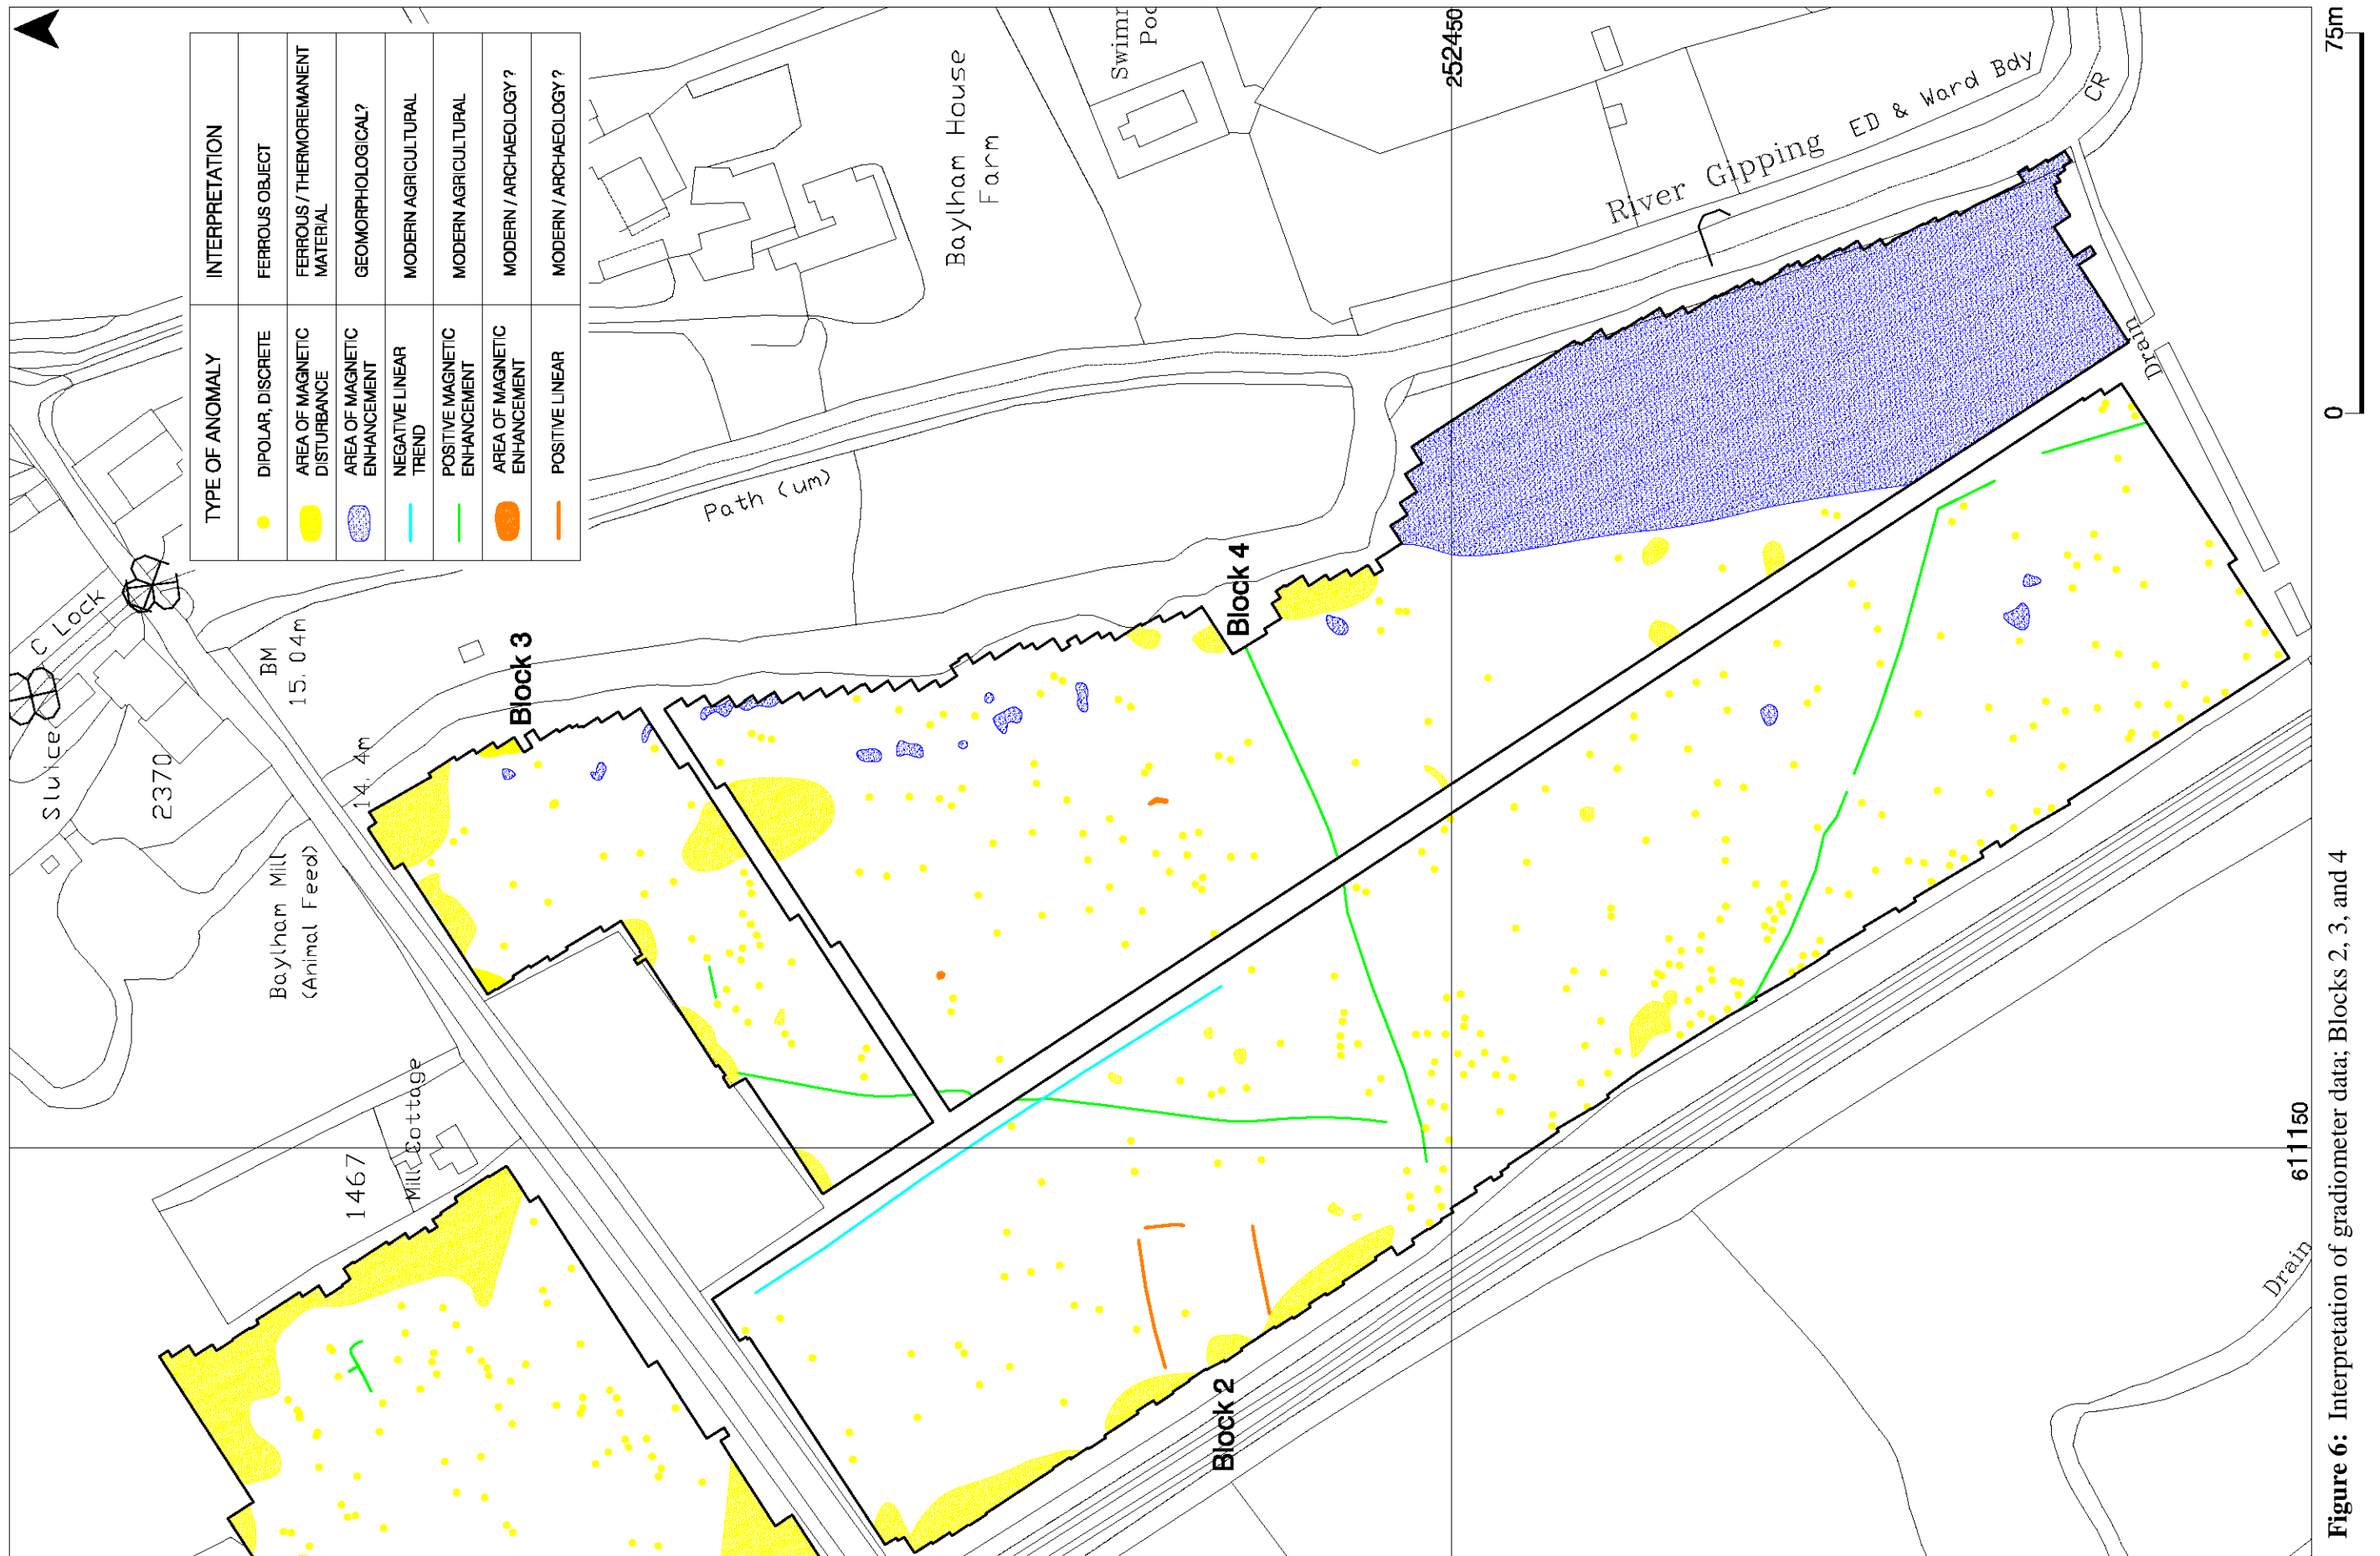 TYPE OF ANOMALY
INTERPRETATION
DIPOLAR, DISCRETE
FERROUS OBJECT
AREA OF MAGNETIC
DISTURBANCE
FERROUS / THERMOREMANENT
MATERIAL
AREA OF MAGNETIC
ENHANCEMENT
GEOMORPHOLOGICAL?
NEGATIVE LINEAR
TREND
MODERN AGRICULTURAL
POSITIVE MAGNETIC
ENHANCEMENT
MODERN AGRICULTURAL
AREA OF MAGNETIC
ENHANCEMENT
MODERN / ARCHAEOLOGY?
POSITIVE LINEAR
MODERN / ARCHAEOLOGY?
Sluice
C Lock
2370
BM
15.04m
14.4m
Baylham Mill
(Animal Feed)
Mill Cottage
1467
Block 3
Block 4
Block 2
Path (um)
Baylham House
Farm
Swimm
Poo
252450
River Gipping
ED & Ward Bdy
CR
Drain
611150
Drain
0
75m
Figure 6: Interpretation of gradiometer data; Blocks 2, 3, and 4